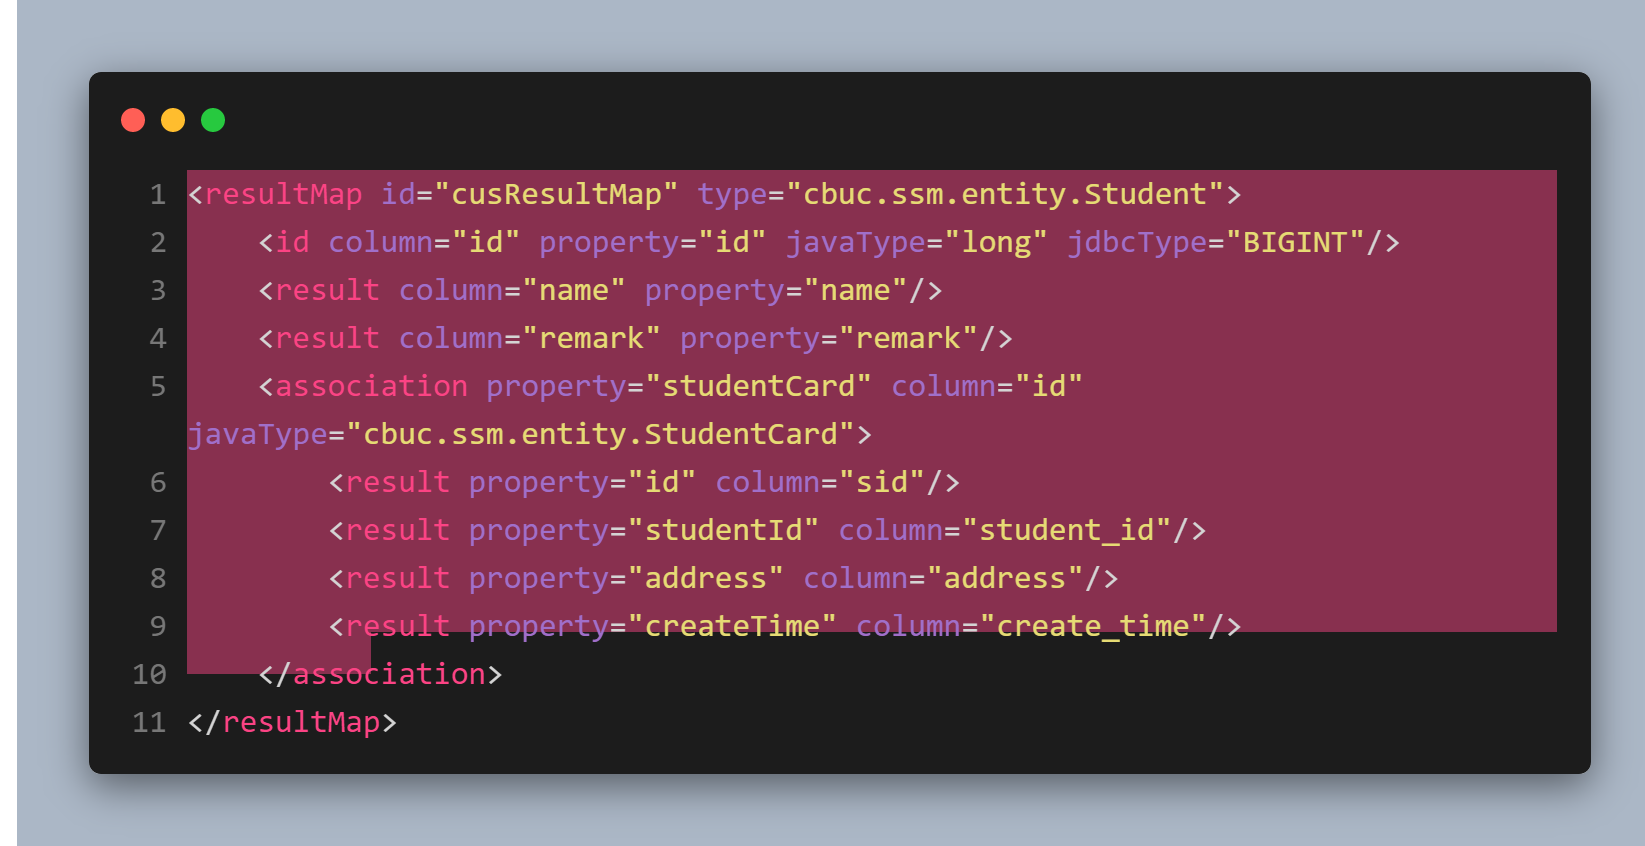 1 <resultMap id="cusResultMap" type="cbuc.ssm.entity.Student">
2     <id column="id" property="id" javaType="long" jdbcType="BIGINT"/>
3     <result column="name" property="name"/>
4     <result column="remark" property="remark"/>
5     <association property="studentCard" column="id"
javaType="cbuc.ssm.entity.StudentCard">
6         <result property="id" column="sid"/>
7         <result property="studentId" column="student_id"/>
8         <result property="address" column="address"/>
9         <result property="createTime" column="create_time"/>
10     </association>
11 </resultMap>